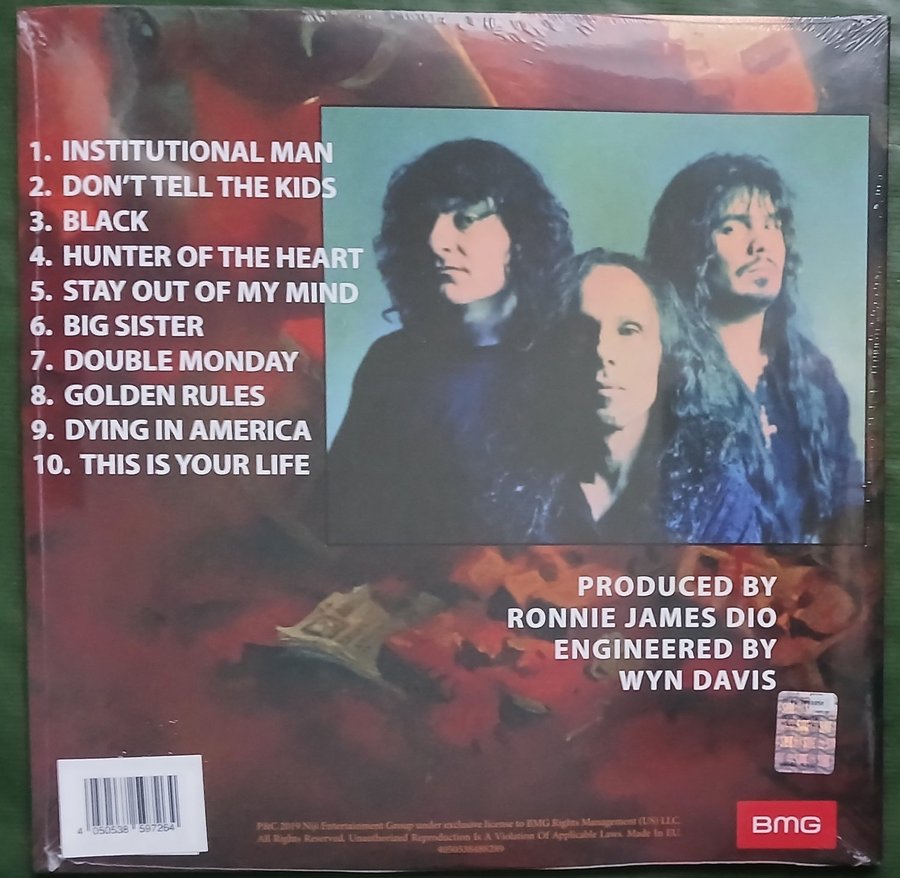 1. INSTITUTIONAL MAN
2. DON'T TELL THE KIDS
3. BLACK
4. HUNTER OF THE HEART
5. STAY OUT OF MY MIND
6. BIG SISTER
7. DOUBLE MONDAY
8. GOLDEN RULES
9. DYING IN AMERICA
10. THIS IS YOUR LIFE
PRODUCED BY
RONNIE JAMES DIO
ENGINEERED BY
WYN DAVIS
4 050538 597264
P&C 2019 Niji Entertainment Group under exclusive license to BMG Rights Management (US) LLC.
All Rights Reserved. Unauthorized Reproduction Is A Violation Of Applicable Laws. Made In EU.
4050538488289
BMG